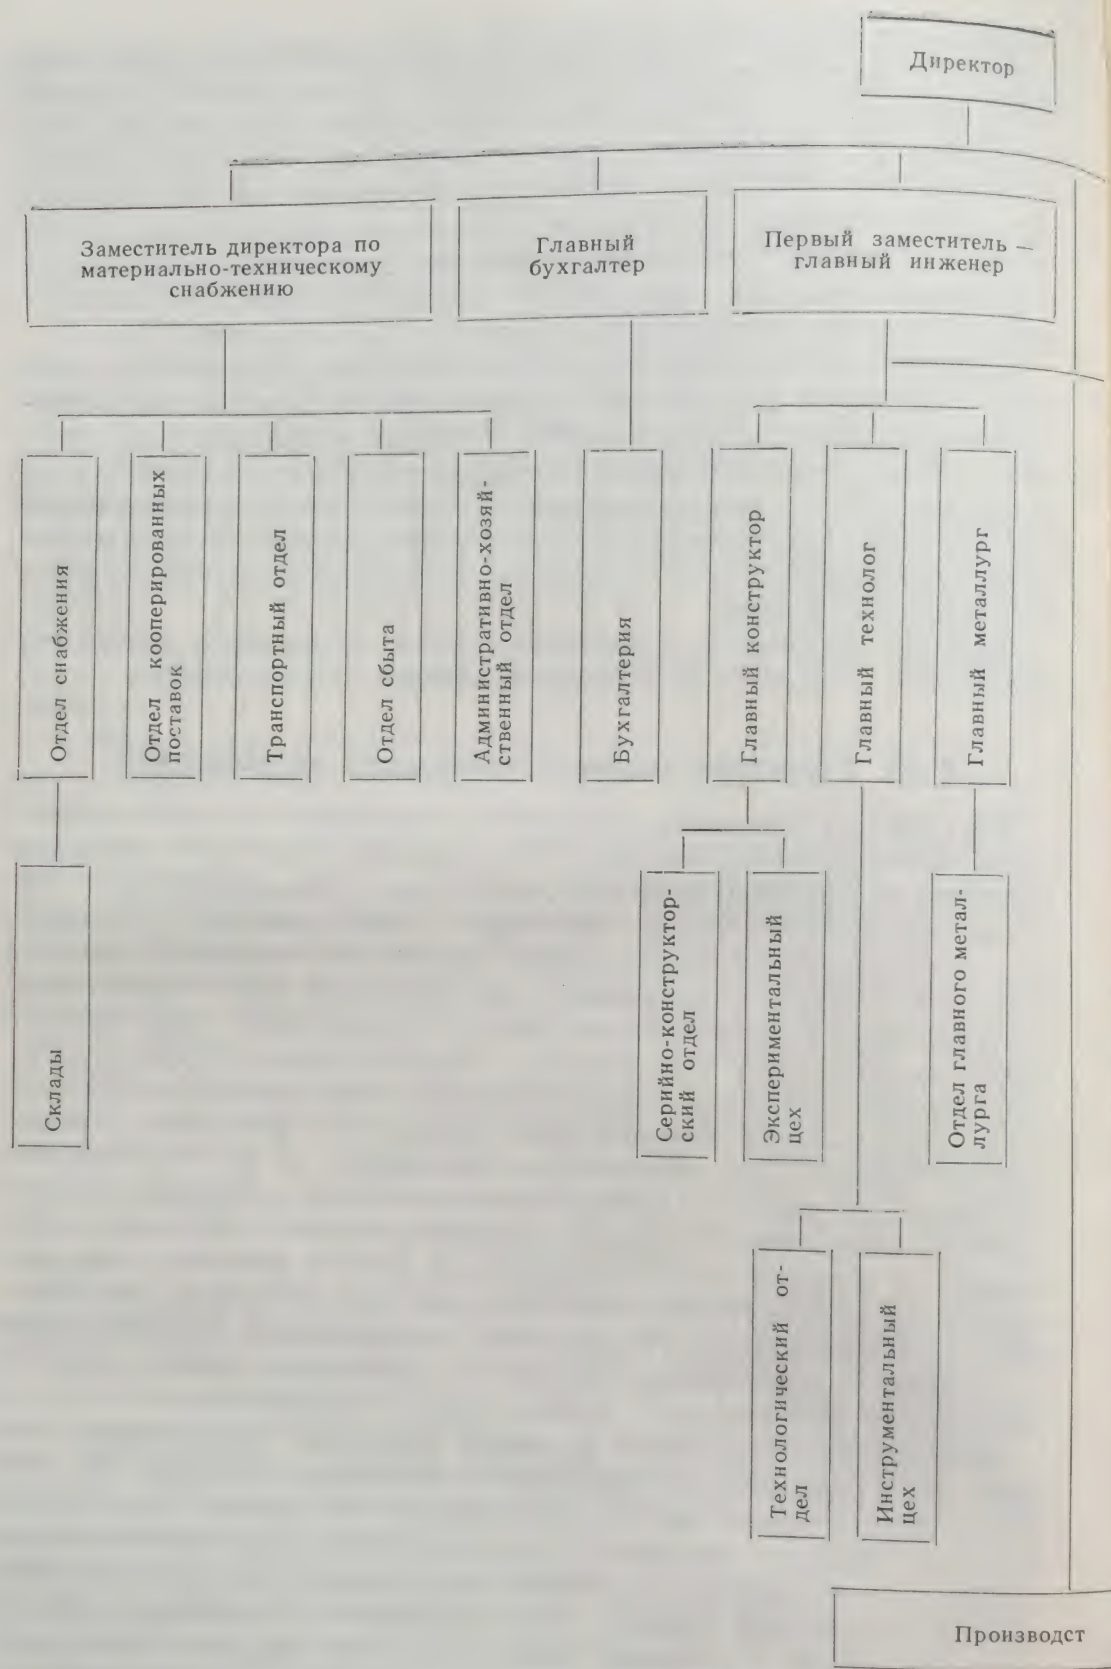 Директор
Заместитель директора по
материально-техническому
снабжению
Главный
бухгалтер
Первый заместитель —
главный инженер
Отдел снабжения
Отдел кооперированных
поставок
Транспортный отдел
Отдел сбыта
Административно-хозяй-
ственный отдел
Бухгалтерия
Главный конструктор
Главный технолог
Главный металлург
Склады
Серийно-конструктор-
ский отдел
Экспериментальный
цех
Отдел главного метал-
лурга
Технологический от-
дел
Инструментальный
цех
Производст